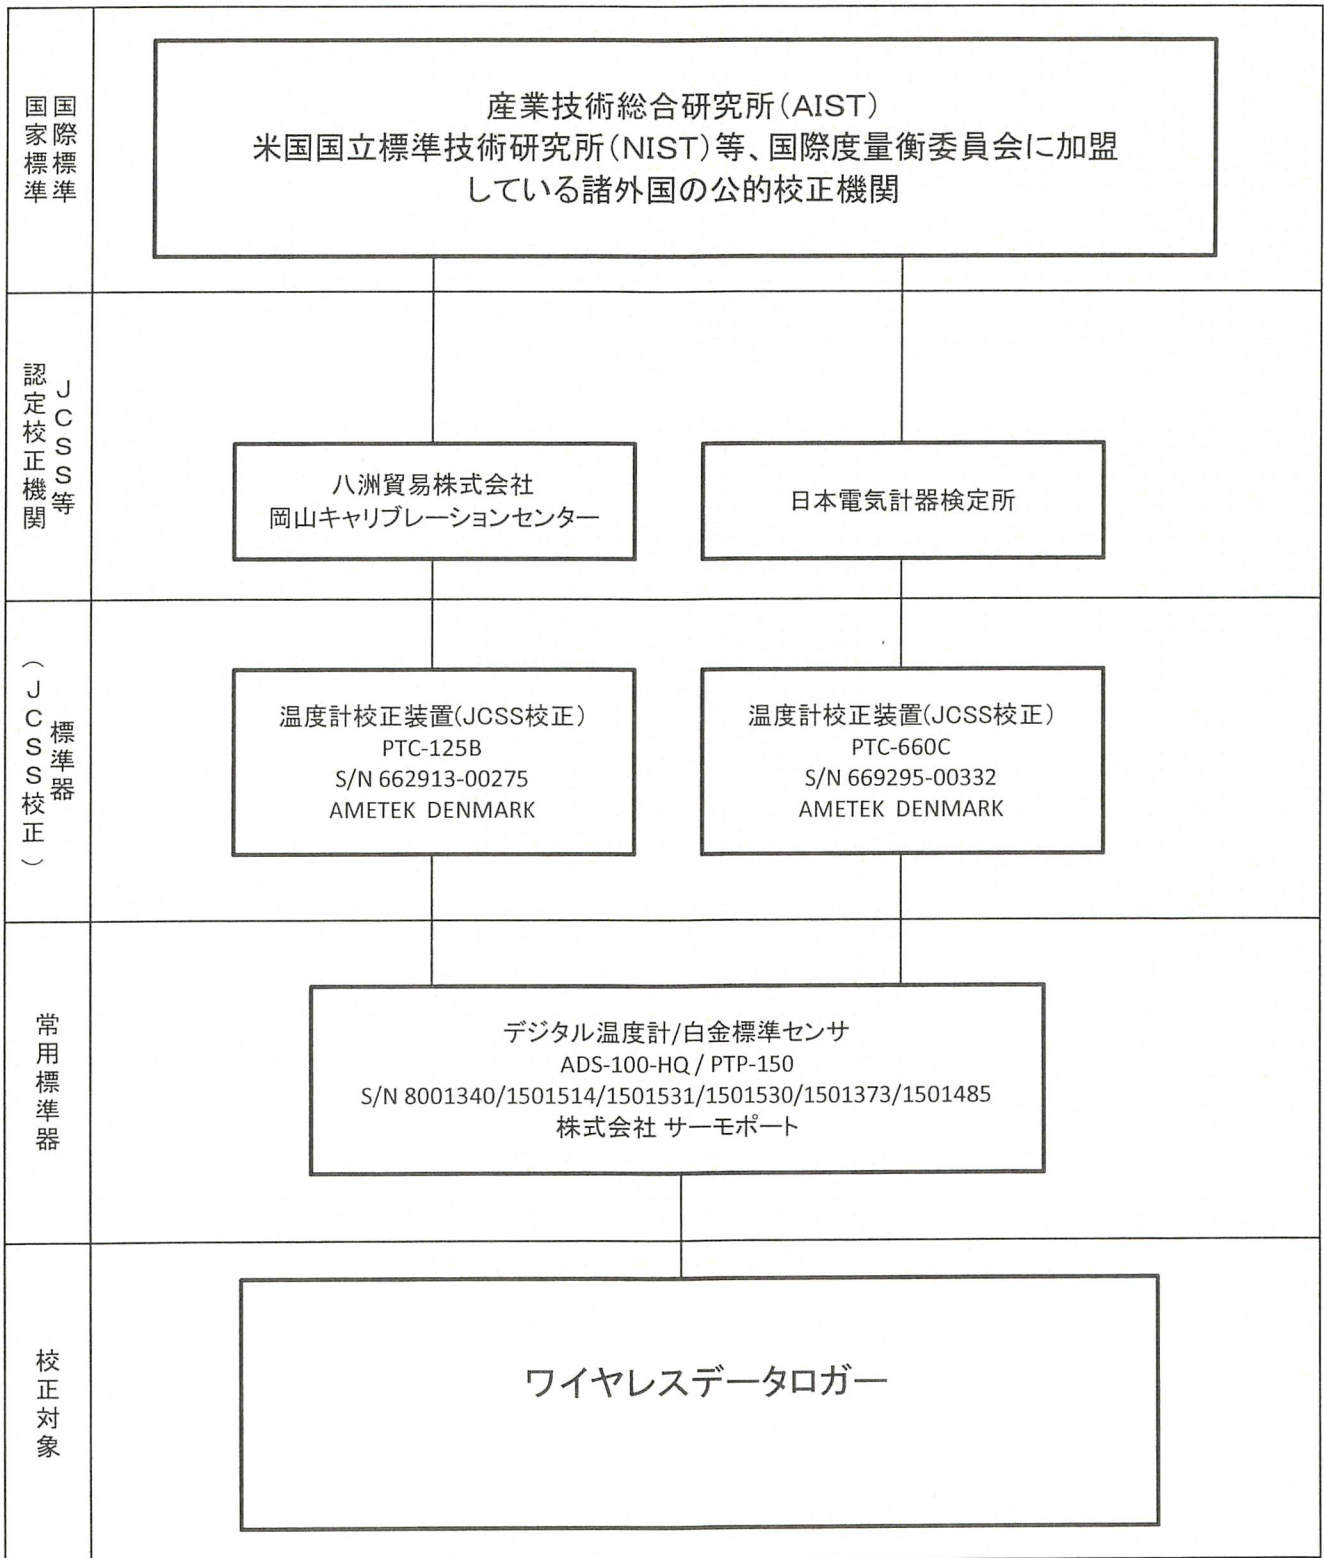 国際標準
国家標準
産業技術総合研究所(AIST)
米国国立標準技術研究所(NIST)等、国際度量衡委員会に加盟
している諸外国の公的校正機関
JCSS等
認定校正機関
八洲貿易株式会社
岡山キャリブレーションセンター
日本電気計器検定所
標準器
(JCSS校正)
温度計校正装置(JCSS校正)
PTC-125B
S/N 662913-00275
AMETEK DENMARK
温度計校正装置(JCSS校正)
PTC-660C
S/N 669295-00332
AMETEK DENMARK
常用標準器
デジタル温度計/白金標準センサ
ADS-100-HQ / PTP-150
S/N 8001340/1501514/1501531/1501530/1501373/1501485
株式会社 サーモポート
校正対象
ワイヤレスデータロガー